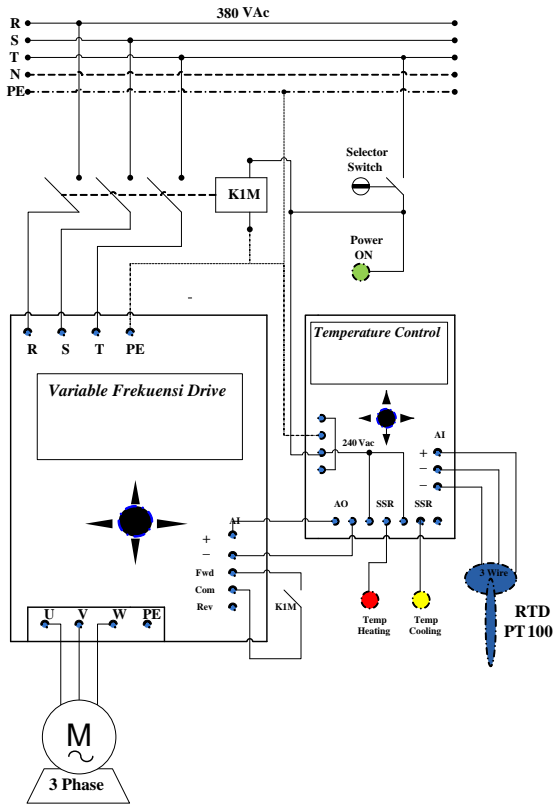 380 VAc
R
S
T
N
PE
Selector
Switch
K1M
Power
ON
-
R S T PE
Temperature Control
Variable Frekuensi Drive
240 Vac
AI
+
−
−
AO SSR SSR
AI
+
−
Fwd
Com
Rev
K1M
3 Wire
RTD
PT 100
Temp
Heating
Temp
Cooling
U V W PE
M
3 Phase